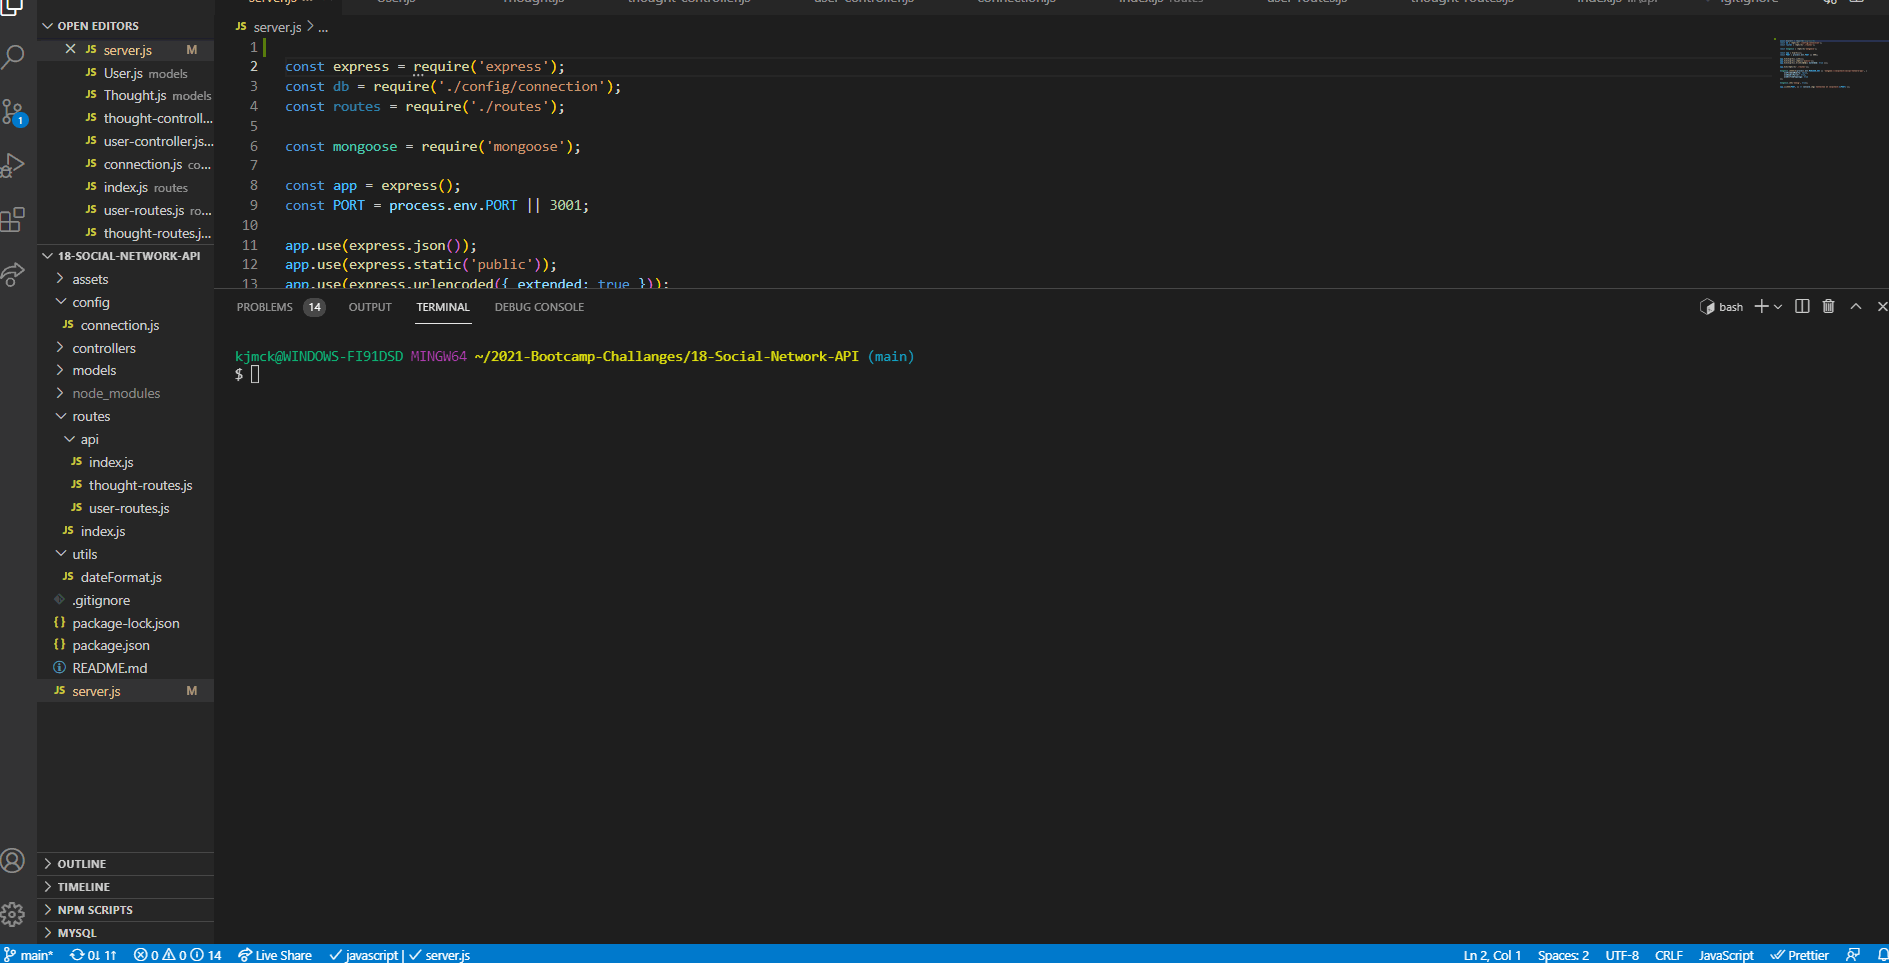 OPEN EDITORS
JS server.js M
JS User.js models
JS Thought.js models
JS thought-controll...
JS user-controller.js...
JS connection.js co...
JS index.js routes
JS user-routes.js ro...
JS thought-routes.j...
18-SOCIAL-NETWORK-API
assets
config
JS connection.js
controllers
models
node_modules
routes
api
JS index.js
JS thought-routes.js
JS user-routes.js
JS index.js
utils
JS dateFormat.js
.gitignore
{} package-lock.json
{} package.json
README.md
JS server.js M
OUTLINE
TIMELINE
NPM SCRIPTS
MYSQL
1
JS server.js > ...
1
2 const express = require('express');
3 const db = require('./config/connection');
4 const routes = require('./routes');
5
6 const mongoose = require('mongoose');
7
8 const app = express();
9 const PORT = process.env.PORT || 3001;
10
11 app.use(express.json());
12 app.use(express.static('public'));
13 app.use(express.urlencoded({ extended: true }));
PROBLEMS 14 OUTPUT TERMINAL DEBUG CONSOLE
bash
kjmck@WINDOWS-FI91DSD MINGW64 ~/2021-Bootcamp-Challanges/18-Social-Network-API (main)
$
main* 0↓ 1↑ 0 0 14 Live Share javascript | server.js
Ln 2, Col 1 Spaces: 2 UTF-8 CRLF JavaScript Prettier